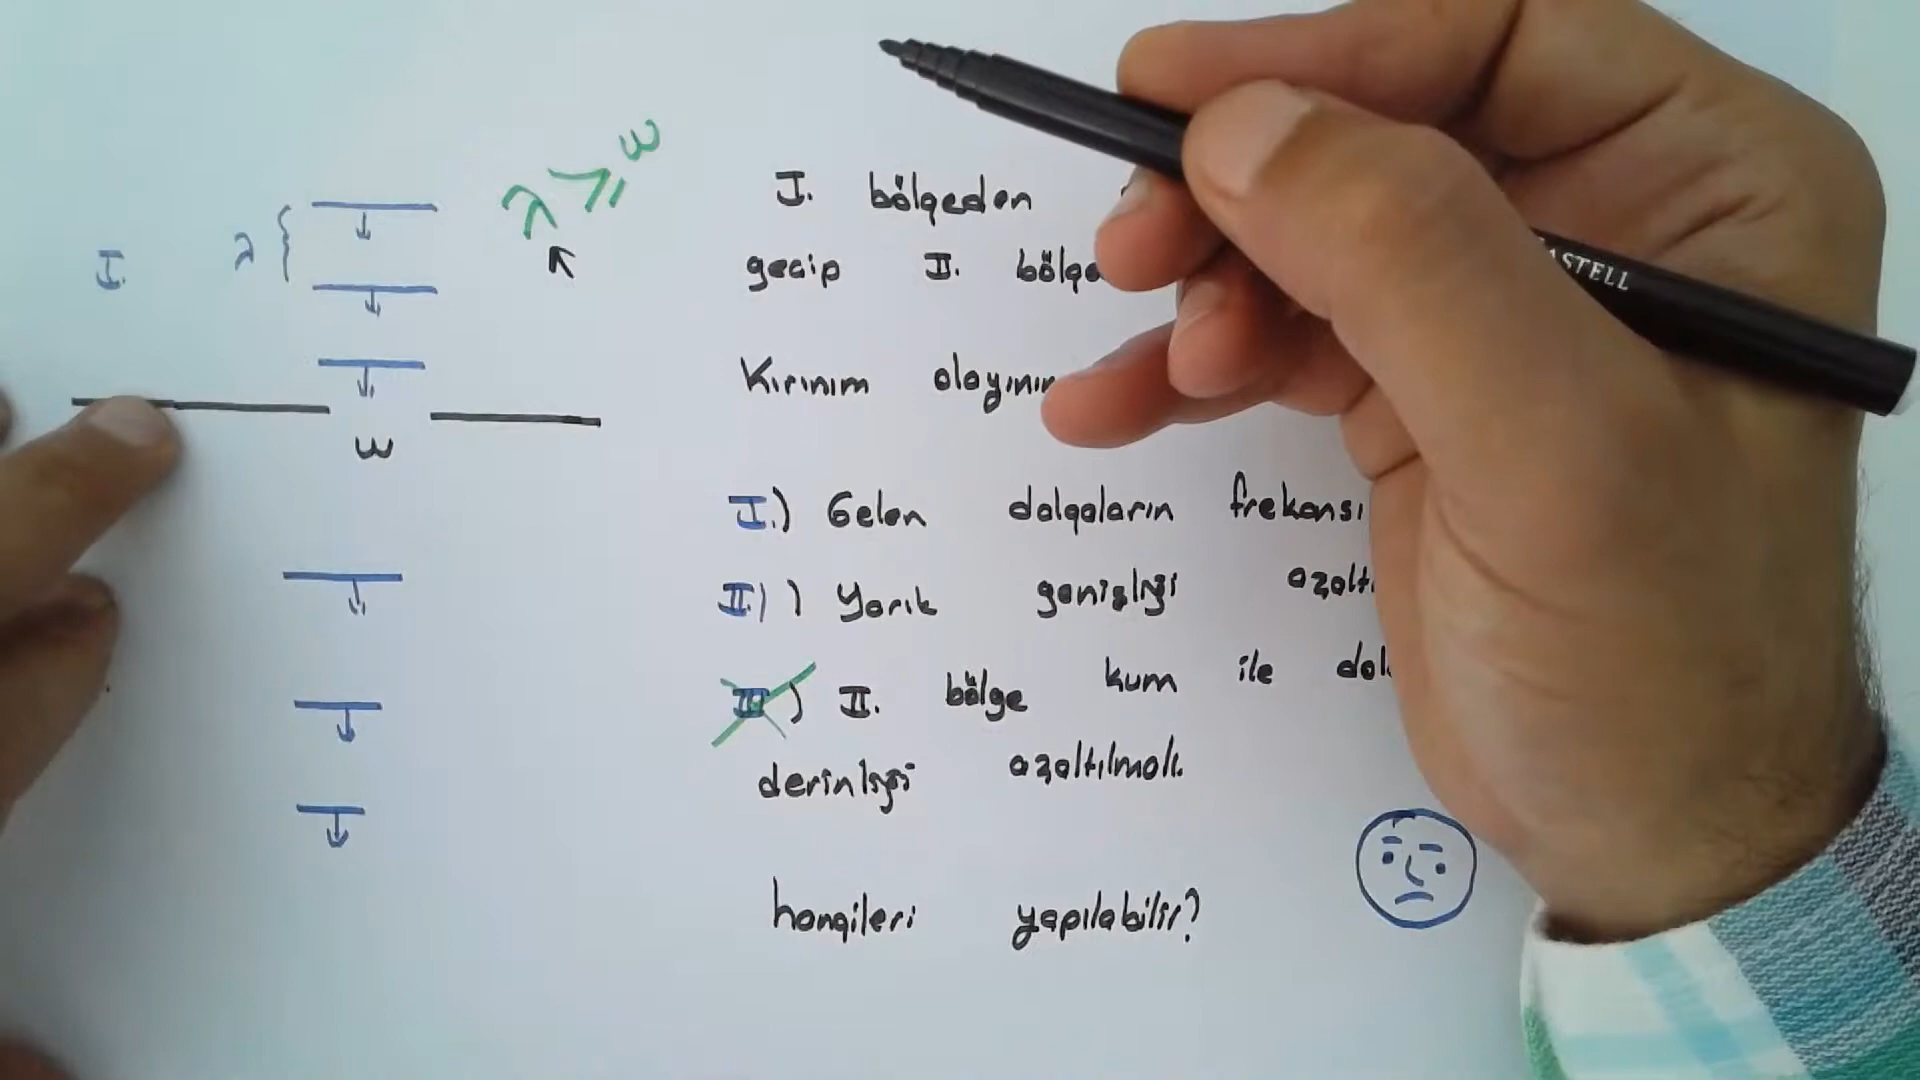 I.
λ
λ ≥ w
w
I. bölgeden
geçip II. bölge
Kırınım olayının
I.) Gelen dalgaların frekansı
II.) ) Yarık genişliği azaltı
III ) II. bölge kum ile dol
derinliği azaltılmalı.
hangileri yapılabilir?
ASTELL